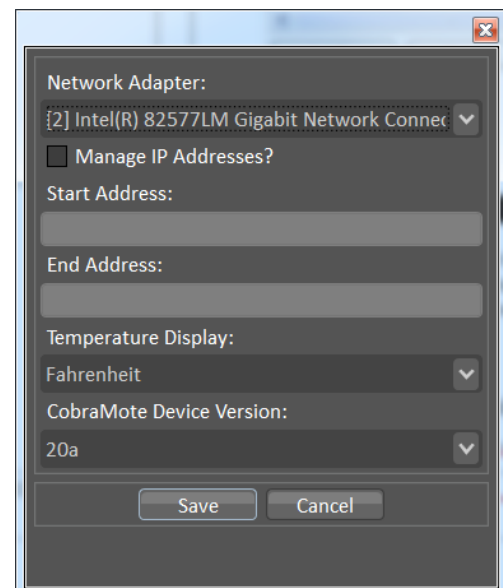 Network Adapter:
[2] Intel(R) 82577LM Gigabit Network Connec
Manage IP Addresses?
Start Address:
End Address:
Temperature Display:
Fahrenheit
CobraMote Device Version:
20a
Save Cancel